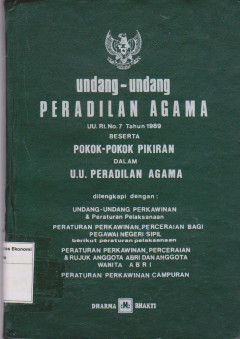 undang-undang
PERADILAN AGAMA
UU. RI. No. 7 Tahun 1989
BESERTA
POKOK-POKOK PIKIRAN
DALAM
U.U. PERADILAN AGAMA
dilengkapi dengan :
UNDANG-UNDANG PERKAWINAN
& Peraturan Pelaksanaan
PERATURAN PERKAWINAN, PERCERAIAN BAGI
PEGAWAI NEGERI SIPIL
berikut peraturan pelaksanaan
PERATURAN PERKAWINAN, PERCERAIAN
& RUJUK ANGGOTA ABRI DAN ANGGOTA
WANITA ABRI
PERATURAN PERKAWINAN CAMPURAN
DHARMA BHAKTI
Ekonomi